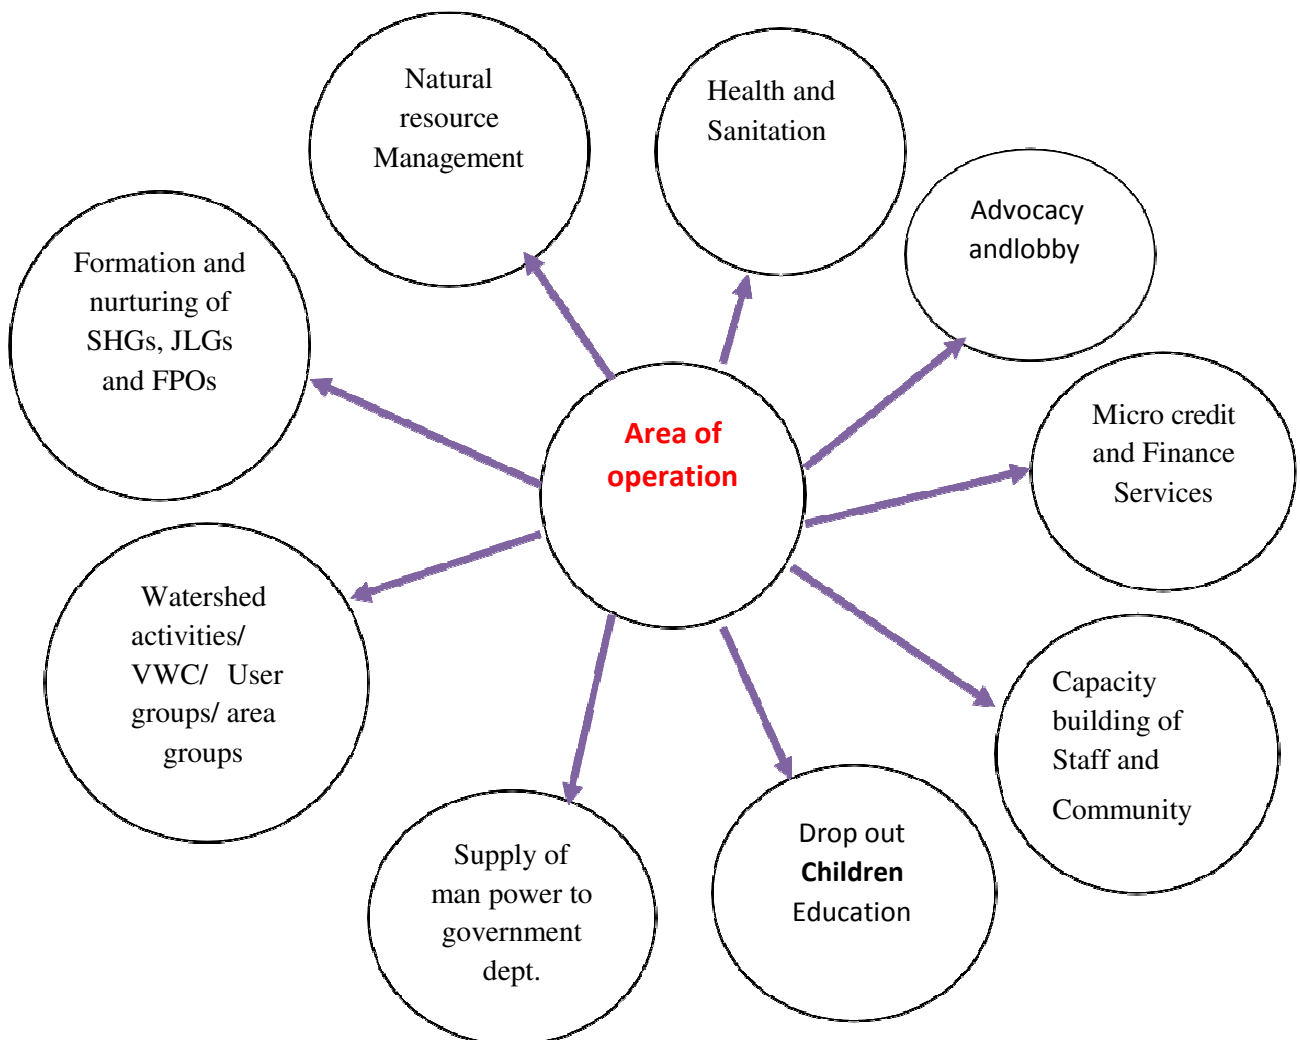 Natural
resource
Management
Health and
Sanitation
Advocacy
andlobby
Formation and
nurturing of
SHGs, JLGs
and FPOs
Area of
operation
Micro credit
and Finance
Services
Watershed
activities/
VWC/ User
groups/ area
groups
Capacity
building of
Staff and
Community
Supply of
man power to
government
dept.
Drop out
Children
Education